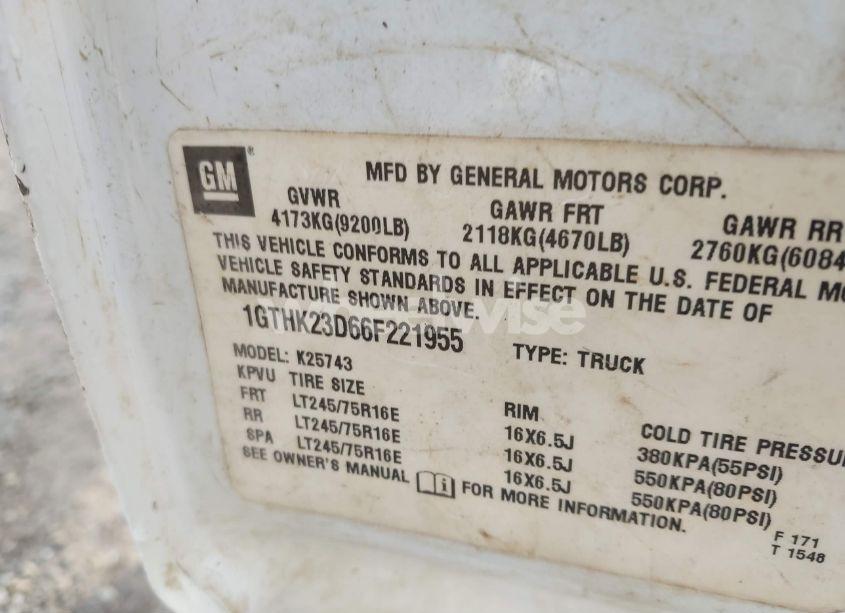 GM®
MFD BY GENERAL MOTORS CORP.
GVWR GAWR FRT GAWR RR
4173KG(9200LB) 2118KG(4670LB) 2760KG(6084
THIS VEHICLE CONFORMS TO ALL APPLICABLE U.S. FEDERAL MO
VEHICLE SAFETY STANDARDS IN EFFECT ON THE DATE OF
MANUFACTURE SHOWN ABOVE.
1GTHK23D66F221955 TYPE: TRUCK
MODEL: K25743
KPVU TIRE SIZE RIM COLD TIRE PRESSU
FRT LT245/75R16E 16X6.5J 380KPA(55PSI)
RR LT245/75R16E 16X6.5J 550KPA(80PSI)
SPA LT245/75R16E 16X6.5J 550KPA(80PSI)
SEE OWNER'S MANUAL FOR MORE INFORMATION.
F 171
T 1548